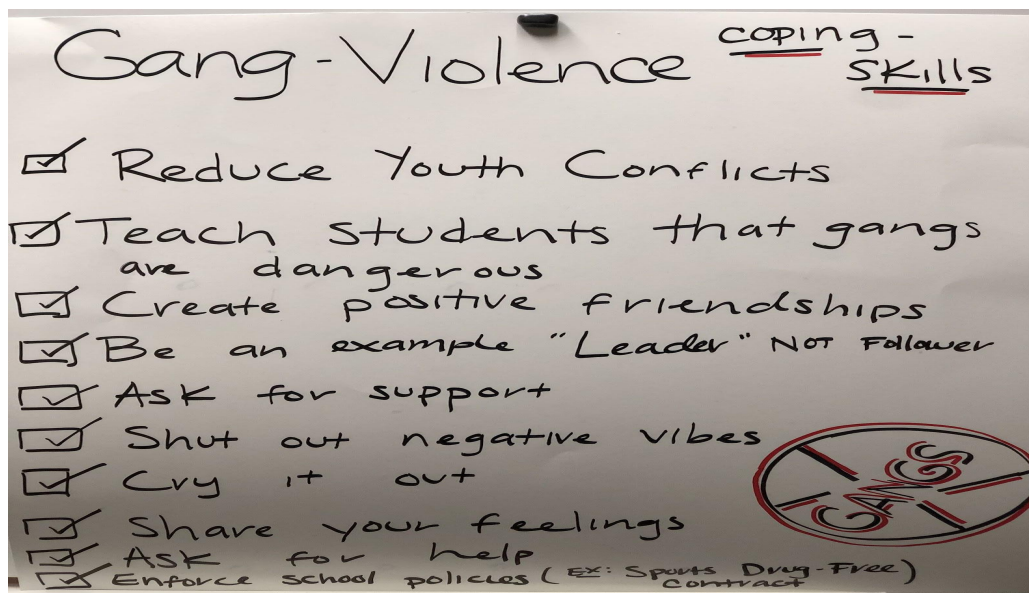 Gang-Violence coping-
skills
Reduce Youth Conflicts
Teach students that gangs
are dangerous
Create positive friendships
Be an example "Leader" NOT Follower
Ask for support
Shut out negative vibes
Cry it out
Share your feelings
Ask for help
Enforce school policies (EX: Sports Drug-Free)
contract
GANGS